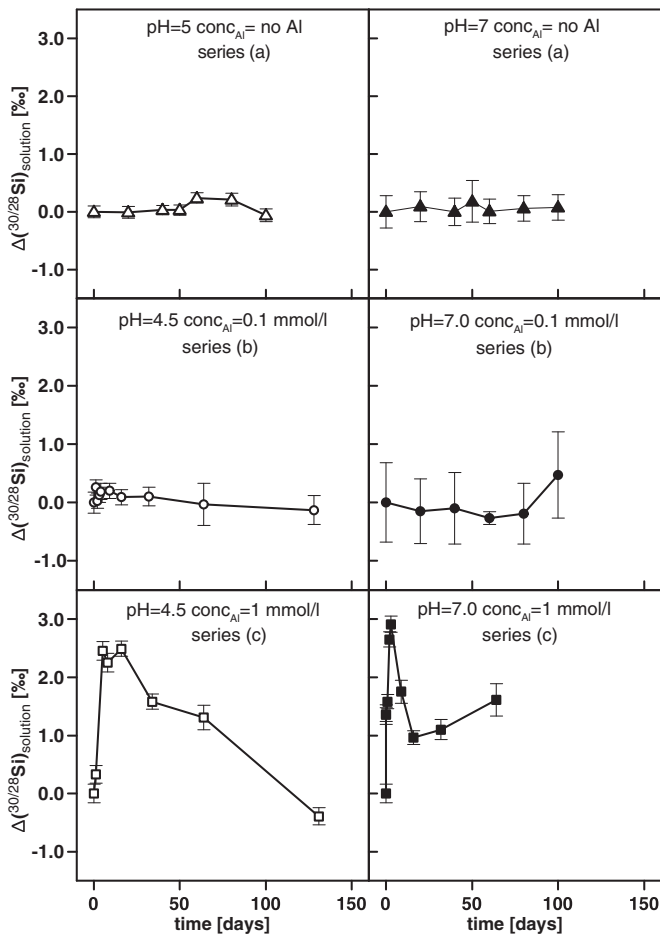 pH=5 conc_Al= no Al
series (a)
pH=7 conc_Al= no Al
series (a)
3.0
2.0
1.0
0.0
-1.0
Δ(³⁰/²⁸Si)solution [‰]
pH=4.5 conc_Al=0.1 mmol/l
series (b)
pH=7.0 conc_Al=0.1 mmol/l
series (b)
3.0
2.0
1.0
0.0
-1.0
Δ(³⁰/²⁸Si)solution [‰]
pH=4.5 conc_Al=1 mmol/l
series (c)
pH=7.0 conc_Al=1 mmol/l
series (c)
3.0
2.0
1.0
0.0
-1.0
Δ(³⁰/²⁸Si)solution [‰]
0 50 100 150
0 50 100 150
time [days]
time [days]